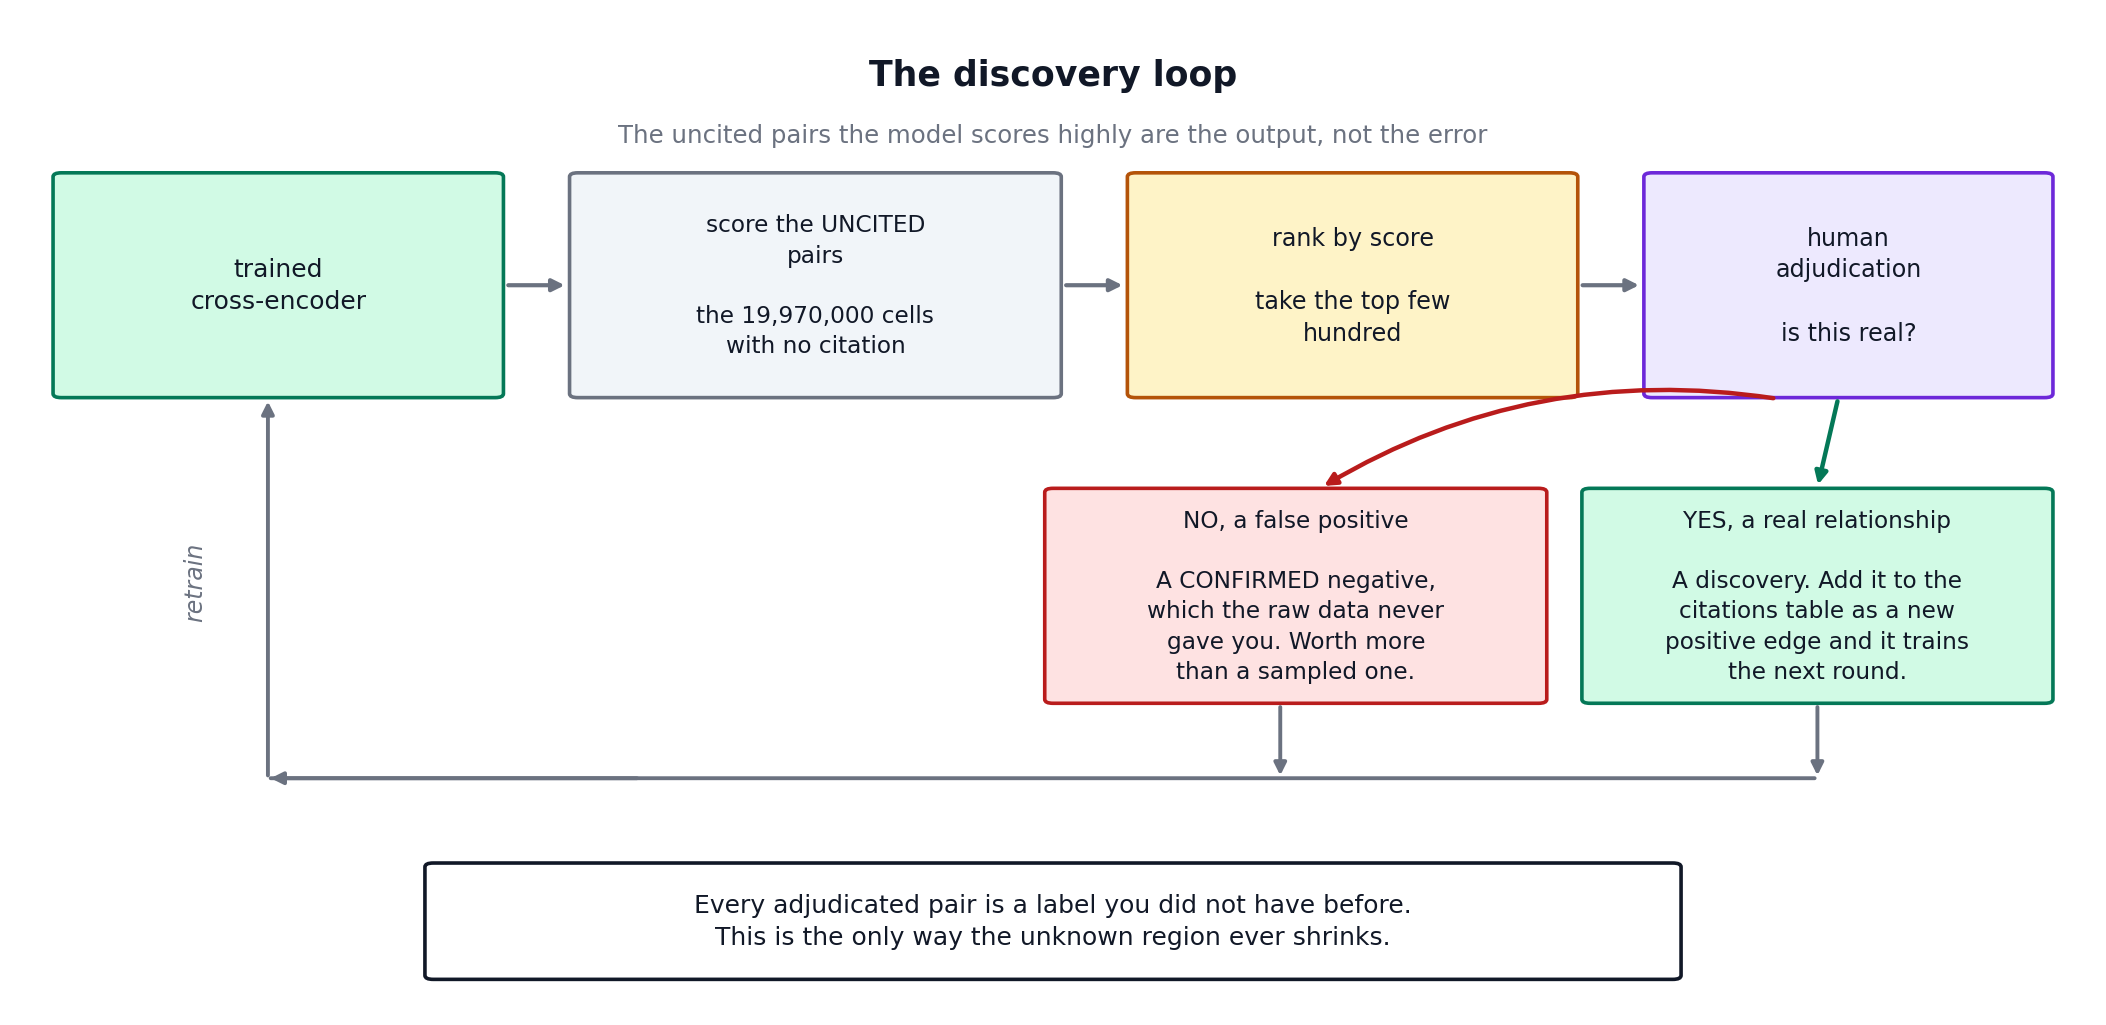 The discovery loop
The uncited pairs the model scores highly are the output, not the error
trained
cross-encoder
score the UNCITED
pairs
the 19,970,000 cells
with no citation
rank by score
take the top few
hundred
human
adjudication
is this real?
NO, a false positive
A CONFIRMED negative,
which the raw data never
gave you. Worth more
than a sampled one.
YES, a real relationship
A discovery. Add it to the
citations table as a new
positive edge and it trains
the next round.
retrain
Every adjudicated pair is a label you did not have before.
This is the only way the unknown region ever shrinks.